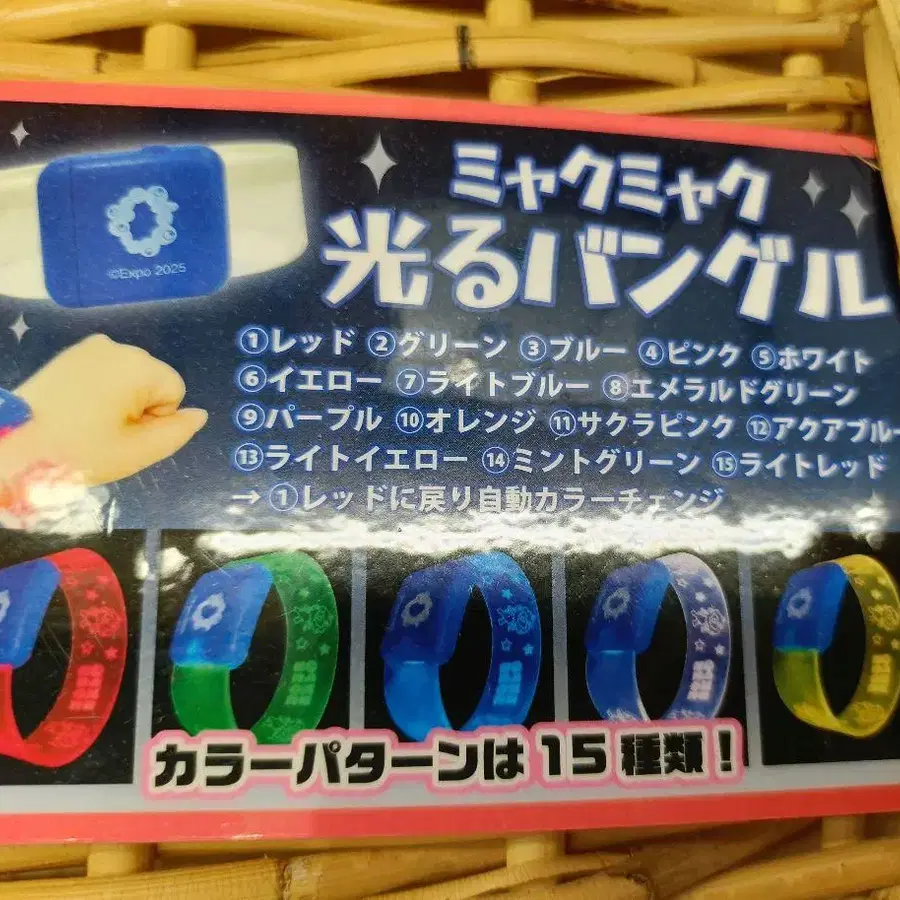 ミャクミャク
光るバングル
©Expo 2025
①レッド ②グリーン ③ブルー ④ピンク ⑤ホワイト
⑥イエロー ⑦ライトブルー ⑧エメラルドグリーン
⑨パープル ⑩オレンジ ⑪サクラピンク ⑫アクアブルー
⑬ライトイエロー ⑭ミントグリーン ⑮ライトレッド
→ ①レッドに戻り自動カラーチェンジ
カラーパターンは15種類！